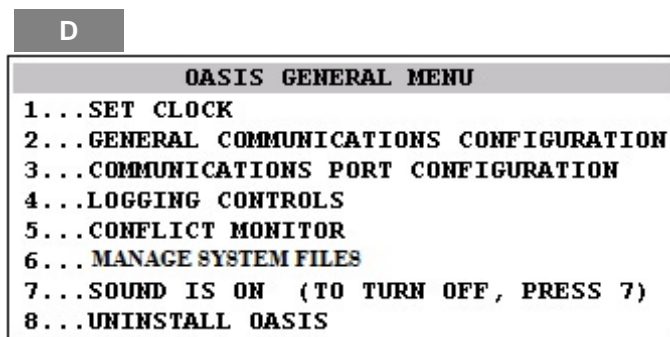 D
OASIS GENERAL MENU
1...SET CLOCK
2...GENERAL COMMUNICATIONS CONFIGURATION
3...COMMUNICATIONS PORT CONFIGURATION
4...LOGGING CONTROLS
5...CONFLICT MONITOR
6... MANAGE SYSTEM FILES
7...SOUND IS ON (TO TURN OFF, PRESS 7)
8...UNINSTALL OASIS